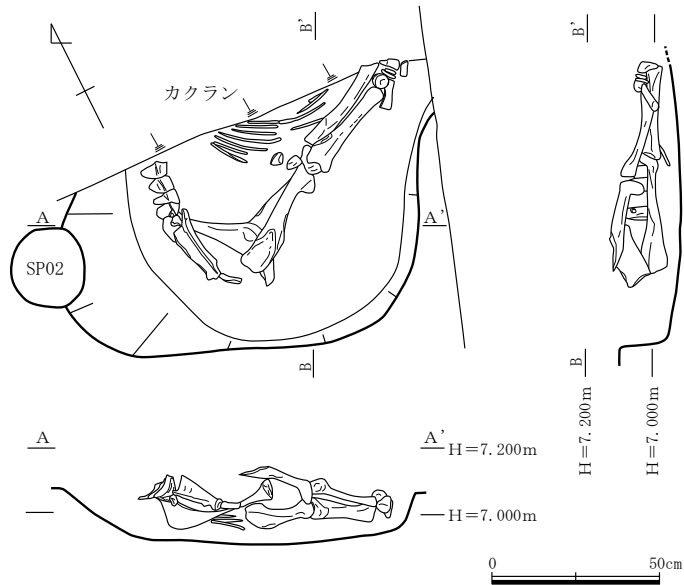 B'
B'
カクラン
A
A'
SP02
B
B
H=7.200m
H=7.000m
A
A'
H=7.200m
H=7.000m
0
50cm